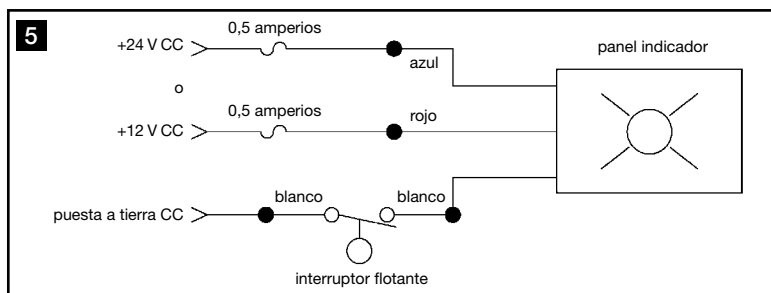 5
+24 V CC
0,5 amperios
azul
panel indicador
o
+12 V CC
0,5 amperios
rojo
puesta a tierra CC
blanco
blanco
interruptor flotante